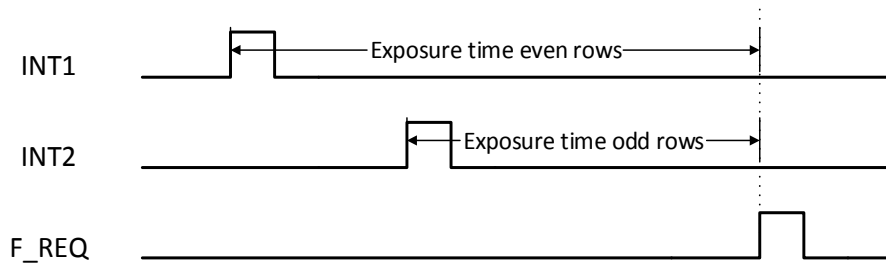 Exposure time even rows
INT1
Exposure time odd rows
INT2
F_REQ